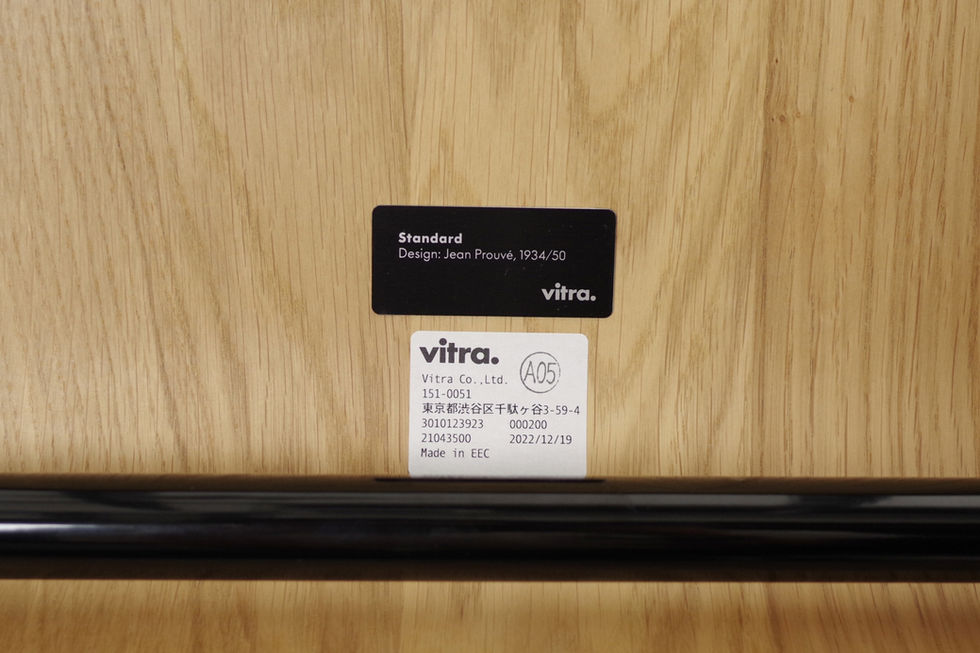 Standard
Design: Jean Prouvé, 1934/50
vitra.
vitra.
A05
Vitra Co.,Ltd.
151-0051
東京都渋谷区千駄ヶ谷3-59-4
3010123923 000200
21043500 2022/12/19
Made in EEC